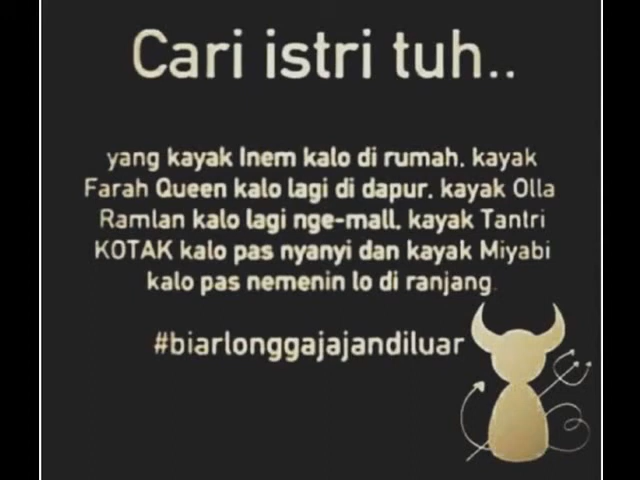 Cari istri tuh..
yang kayak Inem kalo di rumah, kayak
Farah Queen kalo lagi di dapur, kayak Olla
Ramlan kalo lagi nge-mall, kayak Tantri
KOTAK kalo pas nyanyi dan kayak Miyabi
kalo pas nemenin lo di ranjang.
#biarlonggajajandiluar